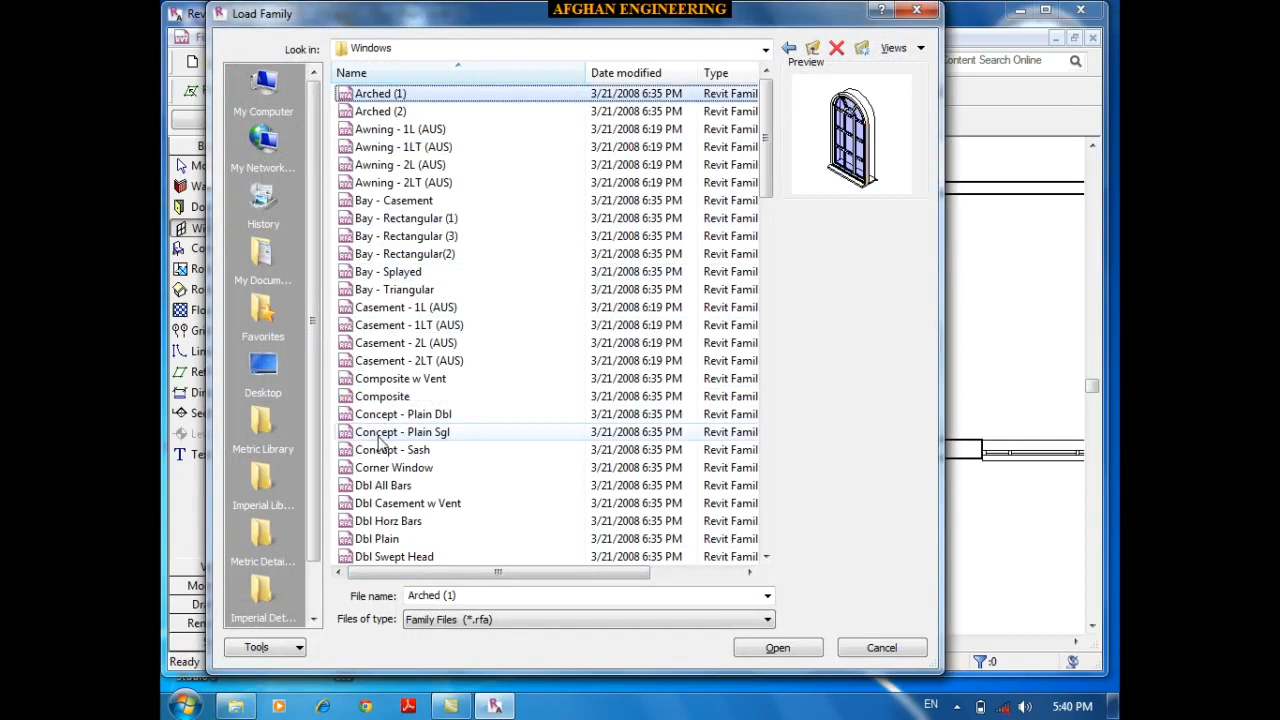 AFGHAN ENGINEERING
Rev
Load Family
Look in:
Windows
Views
Content Search Online
Name
Date modified
Type
Preview
My Computer
My Network...
History
My Docum...
Favorites
Desktop
Metric Library
Imperial Lib...
Metric Detai...
Imperial Det...
Arched (1) 3/21/2008 6:35 PM Revit Famil
Arched (2) 3/21/2008 6:35 PM Revit Famil
Awning - 1L (AUS) 3/21/2008 6:19 PM Revit Famil
Awning - 1LT (AUS) 3/21/2008 6:19 PM Revit Famil
Awning - 2L (AUS) 3/21/2008 6:19 PM Revit Famil
Awning - 2LT (AUS) 3/21/2008 6:19 PM Revit Famil
Bay - Casement 3/21/2008 6:35 PM Revit Famil
Bay - Rectangular (1) 3/21/2008 6:35 PM Revit Famil
Bay - Rectangular (3) 3/21/2008 6:35 PM Revit Famil
Bay - Rectangular(2) 3/21/2008 6:35 PM Revit Famil
Bay - Splayed 3/21/2008 6:35 PM Revit Famil
Bay - Triangular 3/21/2008 6:35 PM Revit Famil
Casement - 1L (AUS) 3/21/2008 6:19 PM Revit Famil
Casement - 1LT (AUS) 3/21/2008 6:19 PM Revit Famil
Casement - 2L (AUS) 3/21/2008 6:19 PM Revit Famil
Casement - 2LT (AUS) 3/21/2008 6:19 PM Revit Famil
Composite w Vent 3/21/2008 6:35 PM Revit Famil
Composite 3/21/2008 6:35 PM Revit Famil
Concept - Plain Dbl 3/21/2008 6:35 PM Revit Famil
Concept - Plain Sgl 3/21/2008 6:35 PM Revit Famil
Concept - Sash 3/21/2008 6:35 PM Revit Famil
Corner Window 3/21/2008 6:35 PM Revit Famil
Dbl All Bars 3/21/2008 6:35 PM Revit Famil
Dbl Casement w Vent 3/21/2008 6:35 PM Revit Famil
Dbl Horz Bars 3/21/2008 6:35 PM Revit Famil
Dbl Plain 3/21/2008 6:35 PM Revit Famil
Dbl Swept Head 3/21/2008 6:35 PM Revit Famil
File name: Arched (1)
Files of type: Family Files (*.rfa)
Tools
Open
Cancel
Ready
:0
EN
5:40 PM